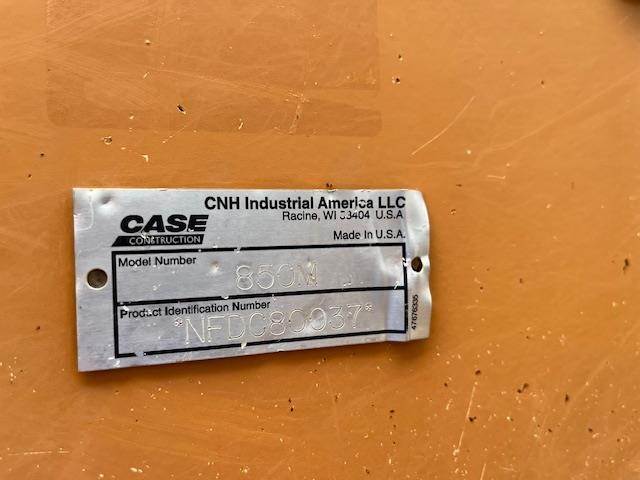 CNH Industrial America LLC
Racine, WI 53404 U.S.A
CASE
CONSTRUCTION
Made In U.S.A.
Model Number
850M
Product Identification Number
*NFDC80037*
47676335